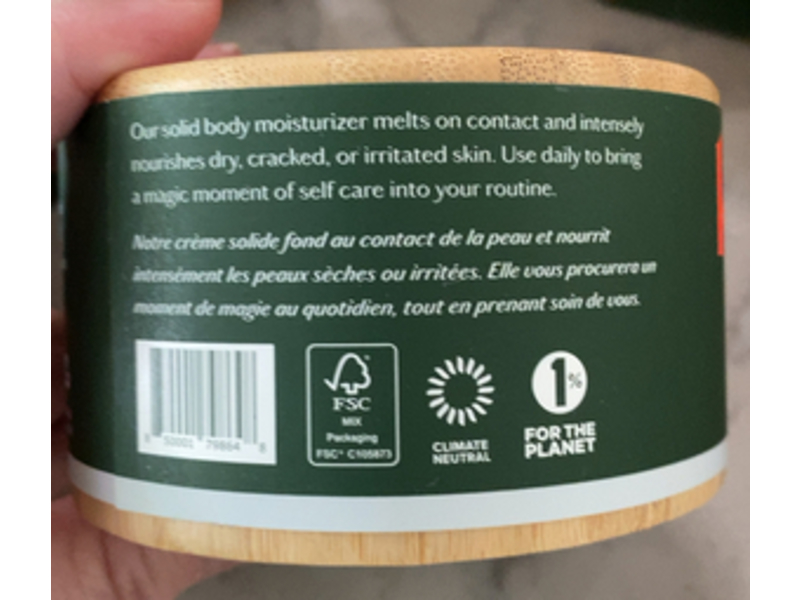 Our solid body moisturizer melts on contact and intensely
nourishes dry, cracked, or irritated skin. Use daily to bring
a magic moment of self care into your routine.
Notre crème solide fond au contact de la peau et nourrit
intensément les peaux sèches ou irritées. Elle vous procurera un
moment de magie au quotidien, tout en prenant soin de vous.
FSC
MIX
Packaging
FSC® C105873
CLIMATE
NEUTRAL
1%
FOR THE
PLANET